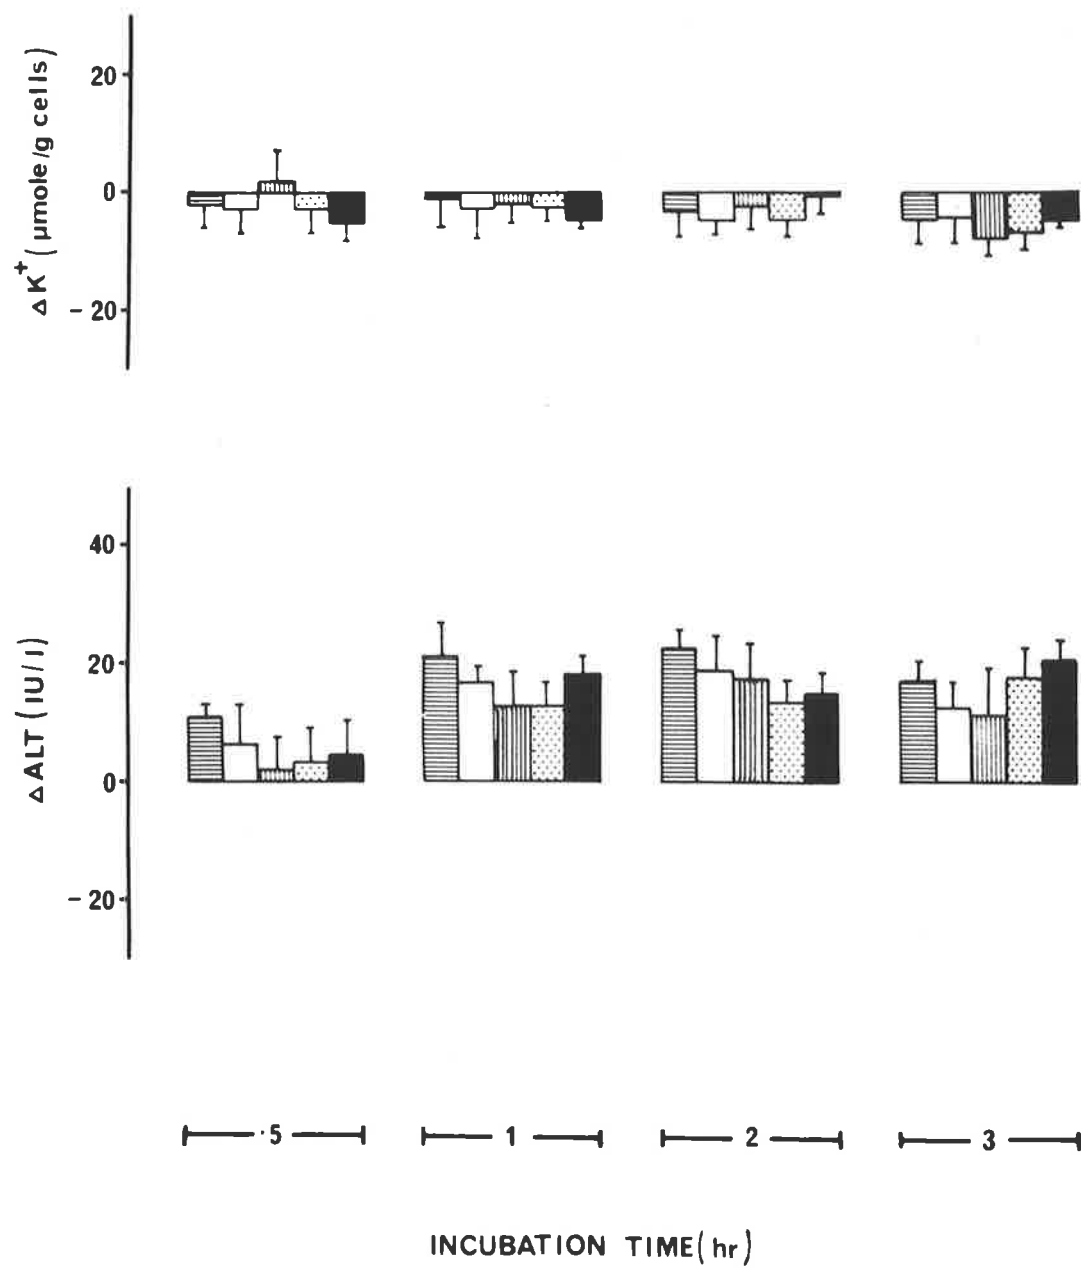 ΔK⁺ (µmole/g cells)
20
0
-20
ΔALT (IU/l)
40
20
0
-20
·5 1 2 3
INCUBATION TIME(hr)